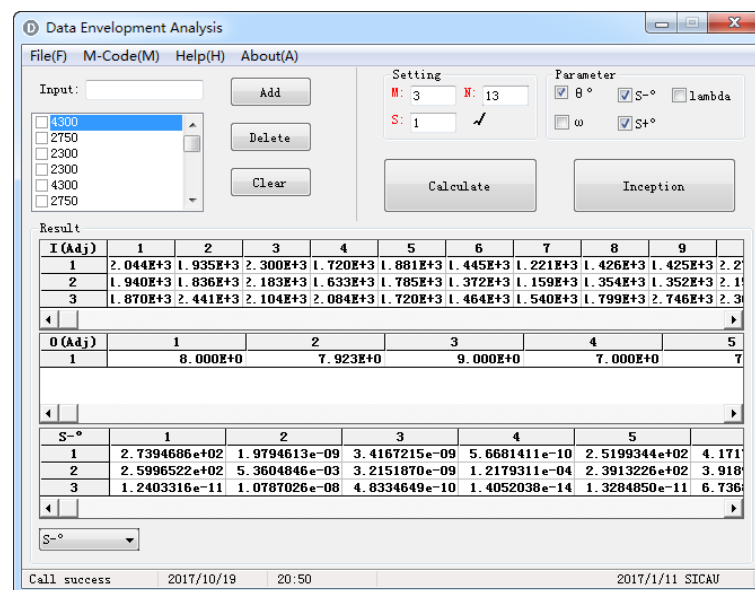 Data Envelopment Analysis
File(F) M-Code(M) Help(H) About(A)
Input: Add
4300
2750
2300
2300
4300
2750
Delete
Clear
Setting
M: 3 N: 13
S: 1
Parameter
θ° S-° lambda
ω S+°
Calculate Inception
Result
I(Adj) 1 2 3 4 5 6 7 8 9
1 2.044E+3 1.935E+3 2.300E+3 1.720E+3 1.881E+3 1.445E+3 1.221E+3 1.426E+3 1.425E+3
2 1.940E+3 1.836E+3 2.183E+3 1.633E+3 1.785E+3 1.372E+3 1.159E+3 1.354E+3 1.352E+3
3 1.870E+3 2.441E+3 2.104E+3 2.084E+3 1.720E+3 1.464E+3 1.540E+3 1.799E+3 2.746E+3
O(Adj) 1 2 3 4 5
1 8.000E+0 7.923E+0 9.000E+0 7.000E+0 7
S-° 1 2 3 4 5
1 2.7394686e+02 1.9794613e-09 3.4167215e-09 5.6681411e-10 2.5199344e+02 4.171
2 2.5996522e+02 5.3604846e-03 3.2151870e-09 1.2179311e-04 2.3913226e+02 3.918
3 1.2403316e-11 1.0787026e-08 4.8334649e-10 1.4052038e-14 1.3284850e-11 6.736
S-°
Call success 2017/10/19 20:50 2017/1/11 SICAU